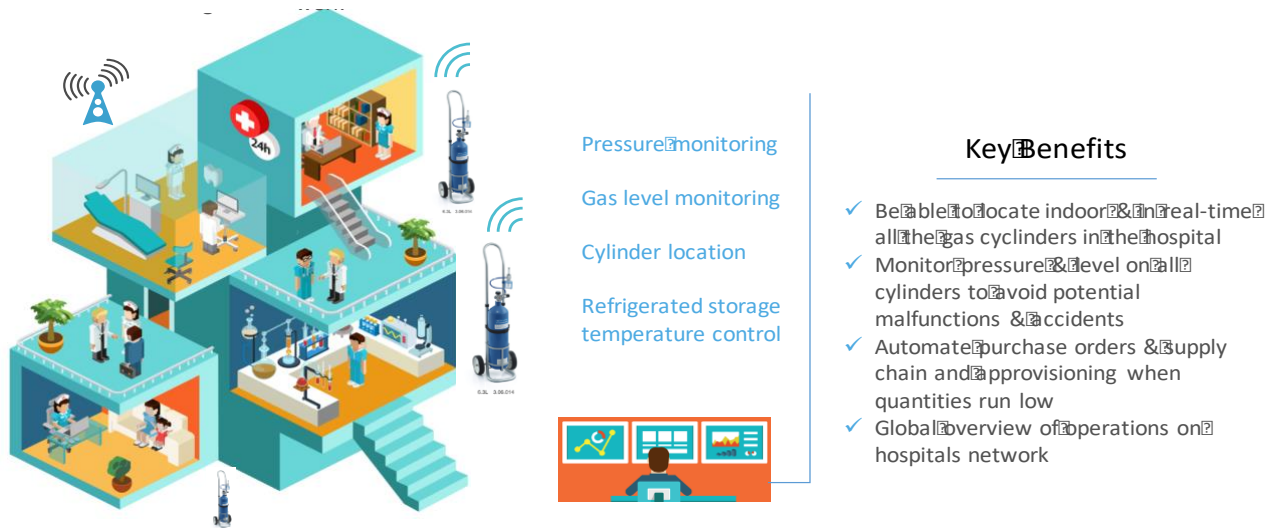 24h
Pressure monitoring
Gas level monitoring
Cylinder location
Refrigerated storage
temperature control
Key Benefits
Be able to locate indoor & in real-time
all the gas cyclinders in the hospital
Monitor pressure & level on all
cylinders to avoid potential
malfunctions & accidents
Automate purchase orders & supply
chain and approvisioning when
quantities run low
Global overview of operations on
hospitals network